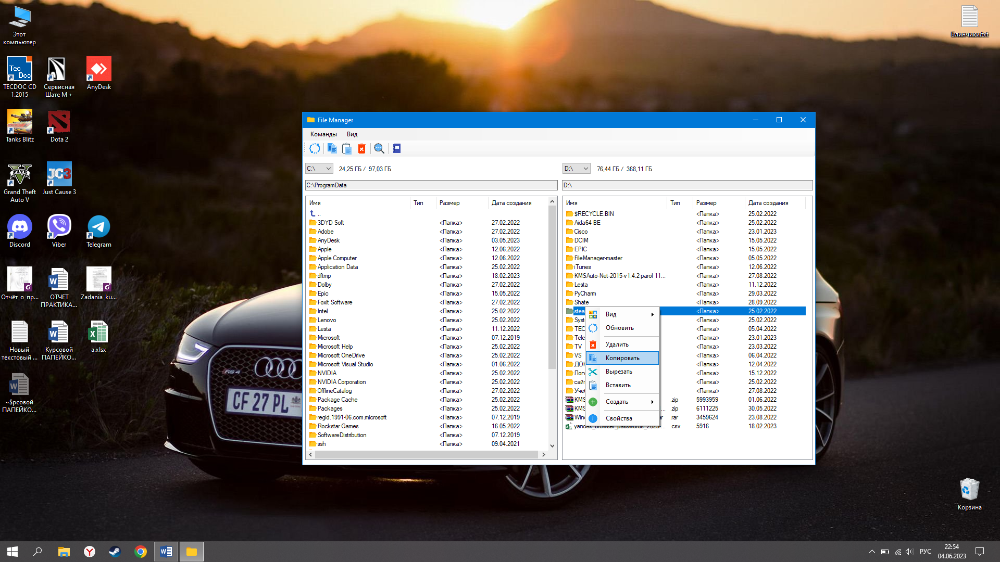 Этот
компьютер
Блинчики.txt
TECDOC CD
1.2015
Сервисная
Шате М +
AnyDesk
Tanks Blitz
Dota 2
Grand Theft
Auto V
Just Cause 3
Discord
Viber
Telegram
Отчёт_о_пр...
ОТЧЕТ
ПРАКТИКА...
Zadania_ku...
Новый
текстовый ...
Курсовой
ПАПЕЙКО...
a.xlsx
~$рсовой
ПАПЕЙКО...
Корзина
RS 4
CF 27 PL
File Manager
Команды Вид
C:\ 24,25 ГБ / 97,03 ГБ
C:\ProgramData
Имя Тип Размер Дата создания
..
3DYD Soft <Папка> 27.02.2022
Adobe <Папка> 27.02.2022
AnyDesk <Папка> 03.05.2023
Apple <Папка> 12.06.2022
Apple Computer <Папка> 12.06.2022
Application Data <Папка> 25.02.2022
dftmp <Папка> 18.02.2023
Dolby <Папка> 27.02.2022
Epic <Папка> 15.05.2022
Foxit Software <Папка> 27.02.2022
Intel <Папка> 25.02.2022
Lenovo <Папка> 25.02.2022
Lesta <Папка> 11.12.2022
Microsoft <Папка> 07.12.2019
Microsoft Help <Папка> 25.02.2022
Microsoft OneDrive <Папка> 25.02.2022
Microsoft Visual Studio <Папка> 01.06.2022
NVIDIA <Папка> 25.02.2022
NVIDIA Corporation <Папка> 25.02.2022
OfflineCatalog <Папка> 27.02.2022
Package Cache <Папка> 25.02.2022
Packages <Папка> 25.02.2022
regid.1991-06.com.microsoft <Папка> 07.12.2019
Rockstar Games <Папка> 16.05.2022
SoftwareDistribution <Папка> 07.12.2019
ssh <Папка> 09.04.2021
D:\ 76,44 ГБ / 368,11 ГБ
D:\
Имя Тип Размер Дата создания
$RECYCLE.BIN <Папка> 25.02.2022
Aida64 BE <Папка> 25.02.2022
Cisco <Папка> 23.01.2023
DCIM <Папка> 15.05.2022
EPIC <Папка> 15.05.2022
FileManager-master <Папка> 05.05.2022
iTunes <Папка> 12.06.2022
KMSAuto-Net-2015-v1.4.2 parol 11... <Папка> 27.08.2022
Lesta <Папка> 11.12.2022
PyCharm <Папка> 29.03.2022
Shate <Папка> 28.09.2022
stea <Папка> 25.02.2022
Syst <Папка> 25.02.2022
TEC <Папка> 05.04.2022
Tele <Папка> 23.01.2023
TV <Папка> 23.03.2022
VS <Папка> 06.04.2022
ДОК <Папка> 12.04.2022
Лог <Папка> 15.12.2022
сайт <Папка> 25.02.2022
Учеб <Папка> 27.08.2022
KMS .zip 5993959 01.06.2022
KMS ... .zip 6111225 30.05.2022
Win ar .rar 3459624 23.08.2022
yandex_browser_passwords_2023-... .csv 5916 18.02.2023
Вид
Обновить
Удалить
Копировать
Вырезать
Вставить
Создать
Свойства
РУС
22:54
04.06.2023